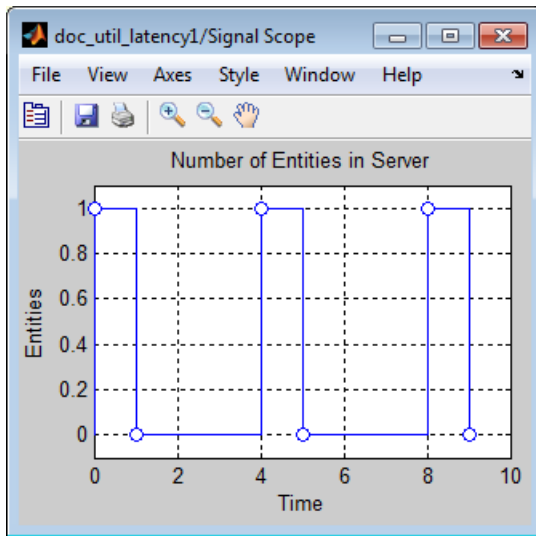 doc_util_latency1/Signal Scope
File View Axes Style Window Help
Number of Entities in Server
1
0.8
0.6
0.4
0.2
0
Entities
0 2 4 6 8 10
Time